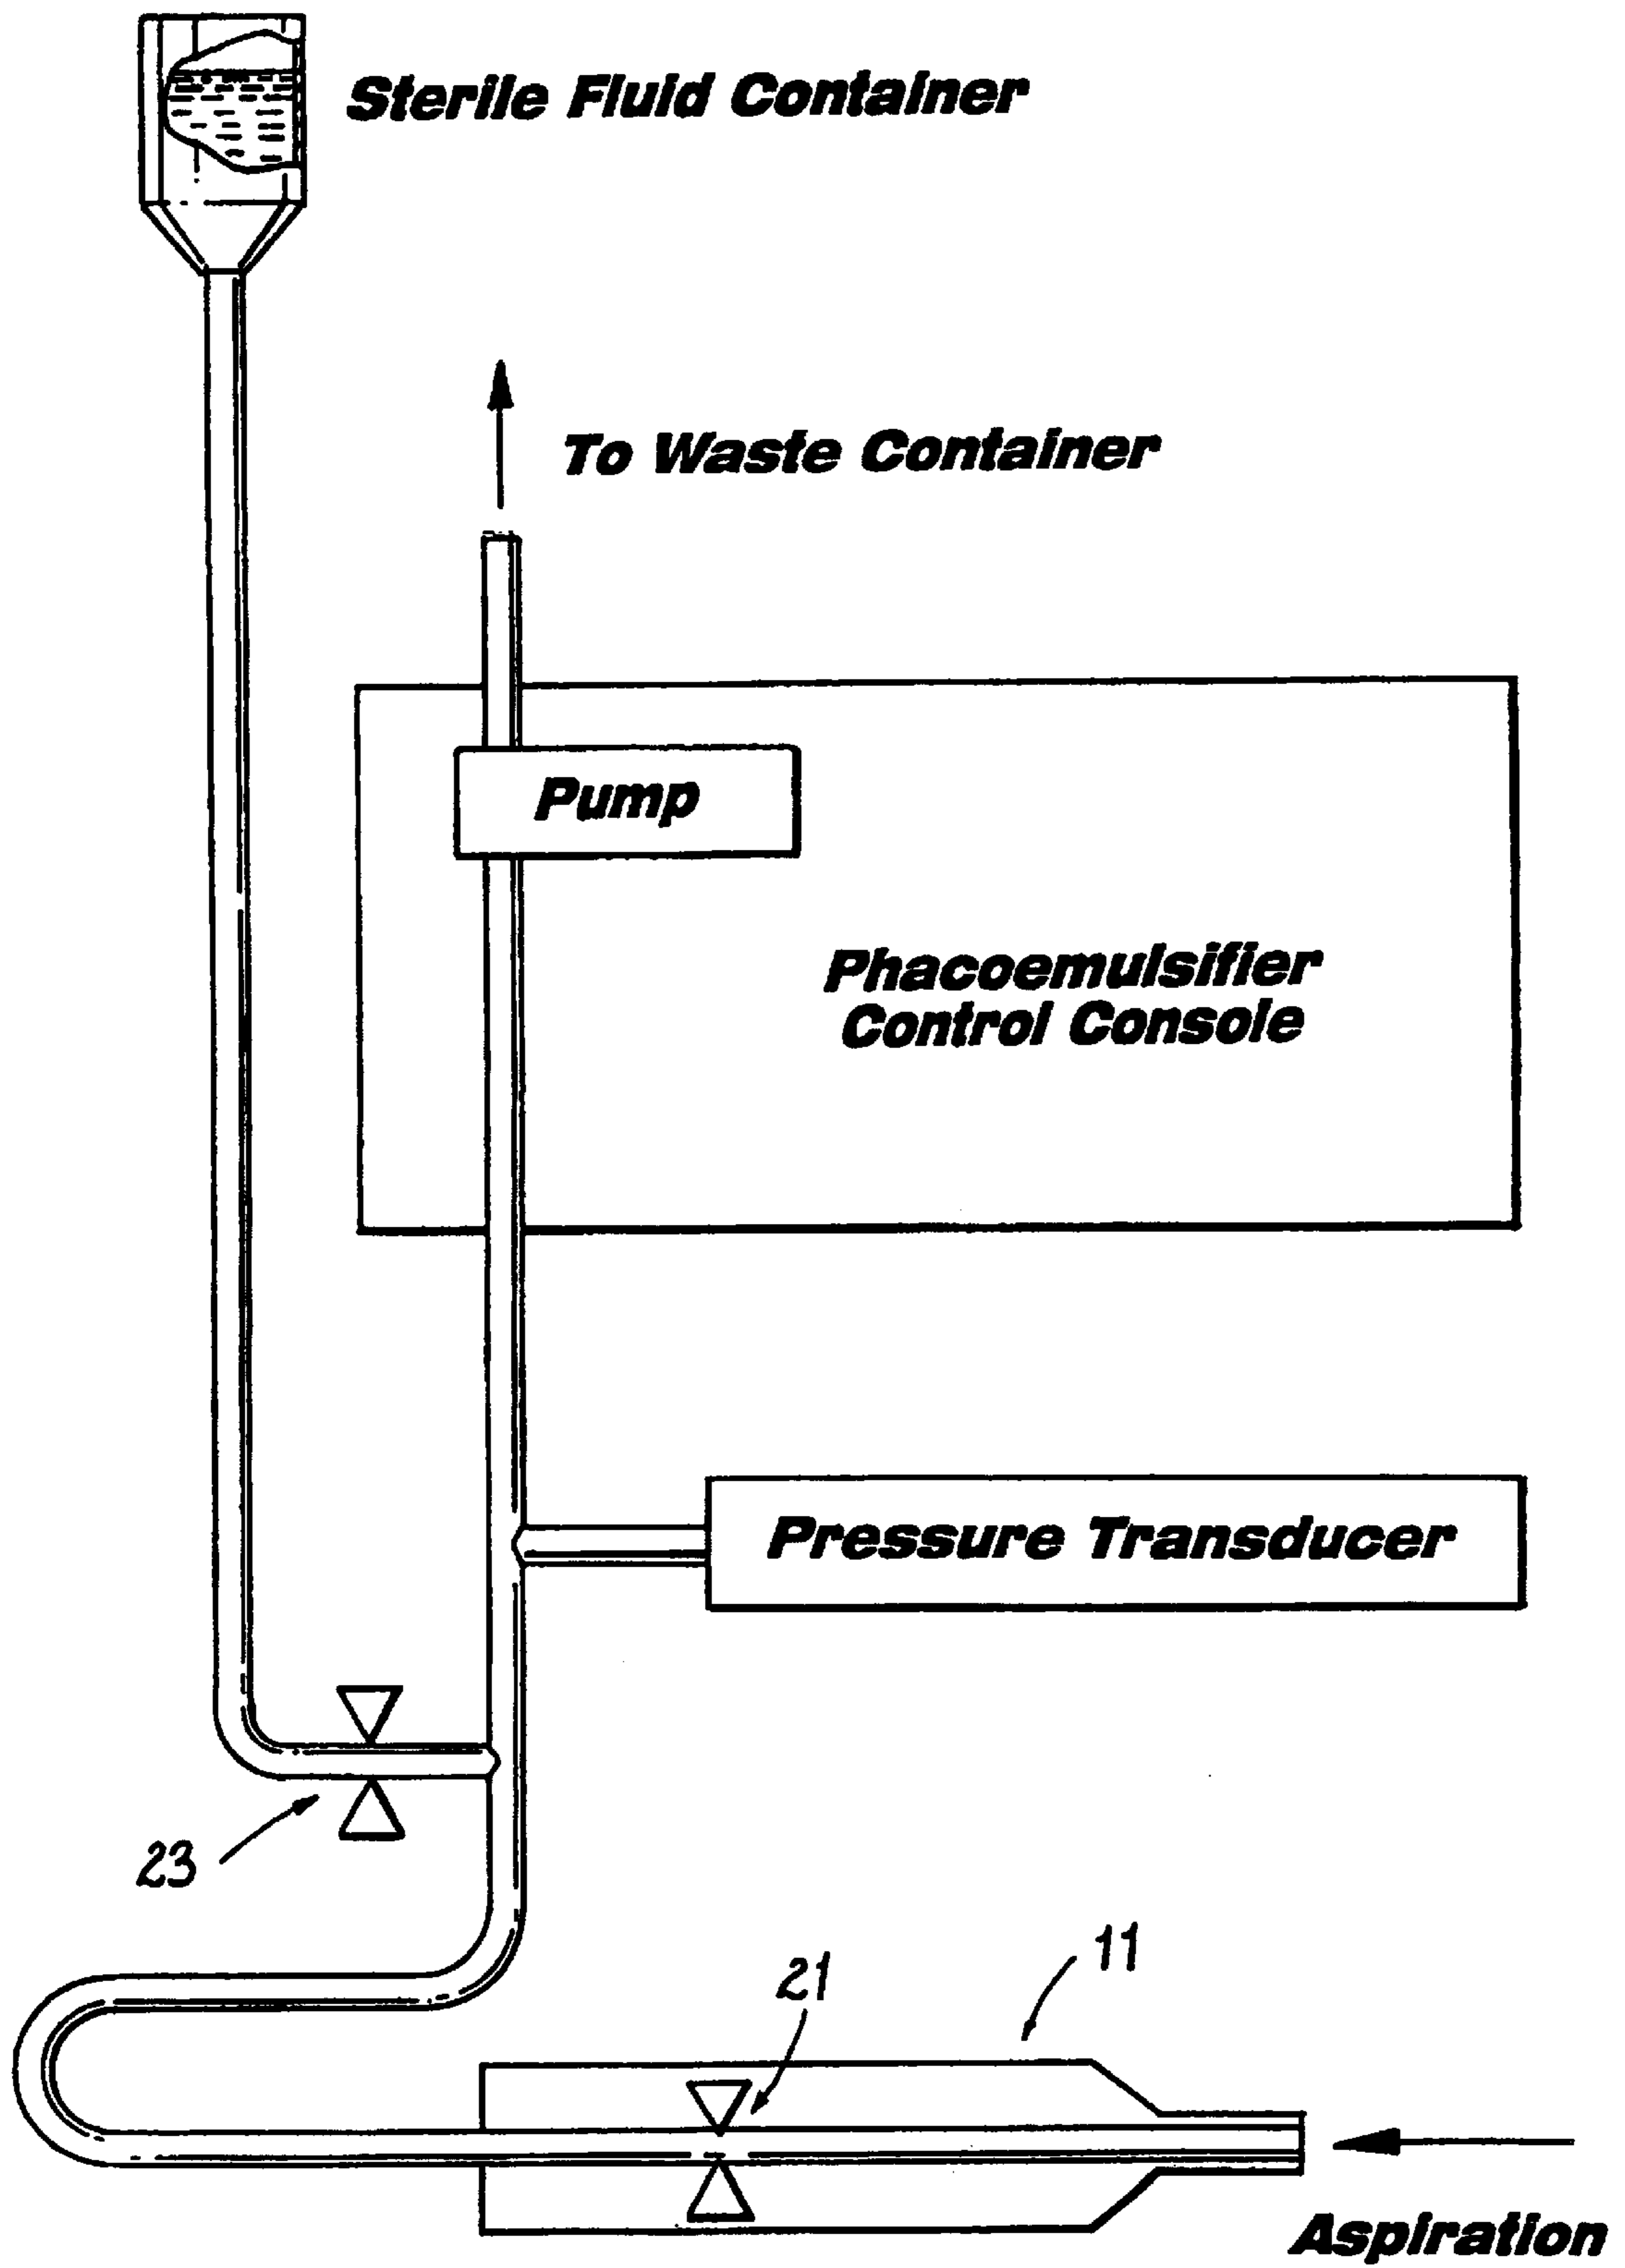 Sterile Fluid Container
To Waste Container
Pump
Phacoemulsifier
Control Console
Pressure Transducer
23
11
21
Aspiration